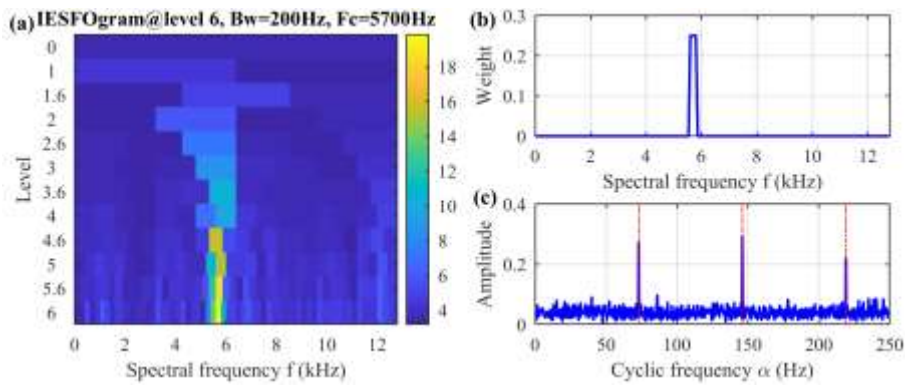 (a) IESFOgram@level 6, Bw=200Hz, Fc=5700Hz
Level
0
1
1.6
2
2.6
3
3.6
4
4.6
5
5.6
6
0 2 4 6 8 10 12
Spectral frequency f (kHz)
18
16
14
12
10
8
6
4
(b)
Weight
0.3
0.2
0.1
0
0 2 4 6 8 10 12
Spectral frequency f (kHz)
(c)
Amplitude
0.4
0.2
0
0 50 100 150 200 250
Cyclic frequency α (Hz)